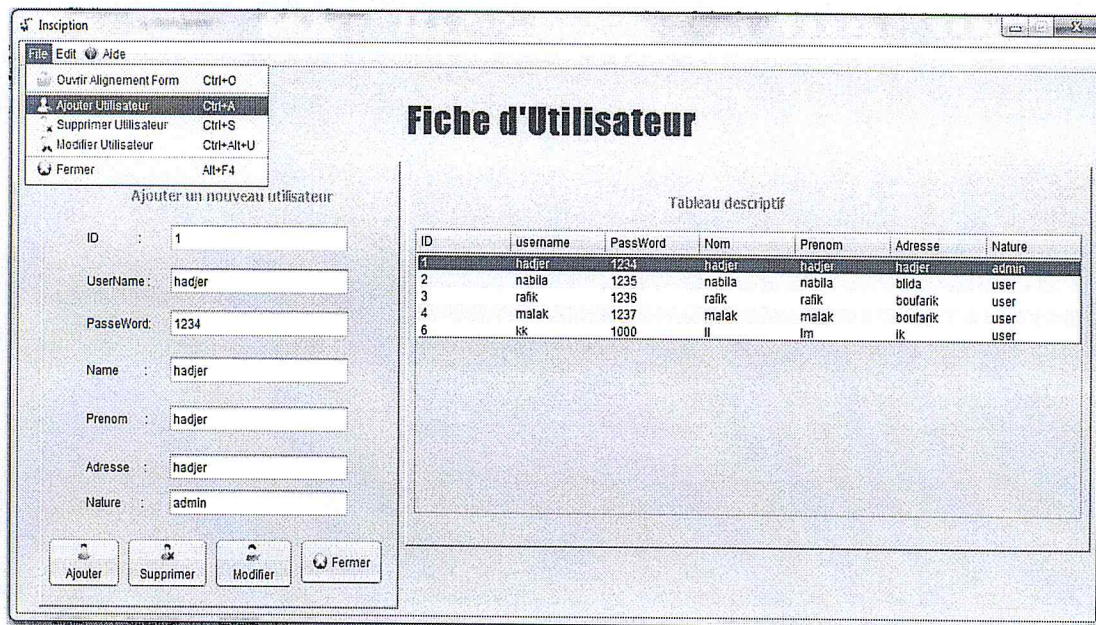 Insciption
File Edit Aide
Ouvrir Alignement Form Ctrl+O
Ajouter Utilisateur Ctrl+A
Supprimer Utilisateur Ctrl+S
Modifier Utilisateur Ctrl+Alt+U
Fermer Alt+F4
Fiche d'Utilisateur
Ajouter un nouveau utilisateur
ID : 1
UserName : hadjer
PasseWord: 1234
Name : hadjer
Prenom : hadjer
Adresse : hadjer
Nature : admin
Ajouter Supprimer Modifier Fermer
Tableau descriptif
ID username PassWord Nom Prenom Adresse Nature
1 hadjer 1234 hadjer hadjer hadjer admin
2 nabila 1235 nabila nabila blida user
3 rafik 1236 rafik rafik boufarik user
4 malak 1237 malak malak boufarik user
6 kk 1000 ll lm ik user